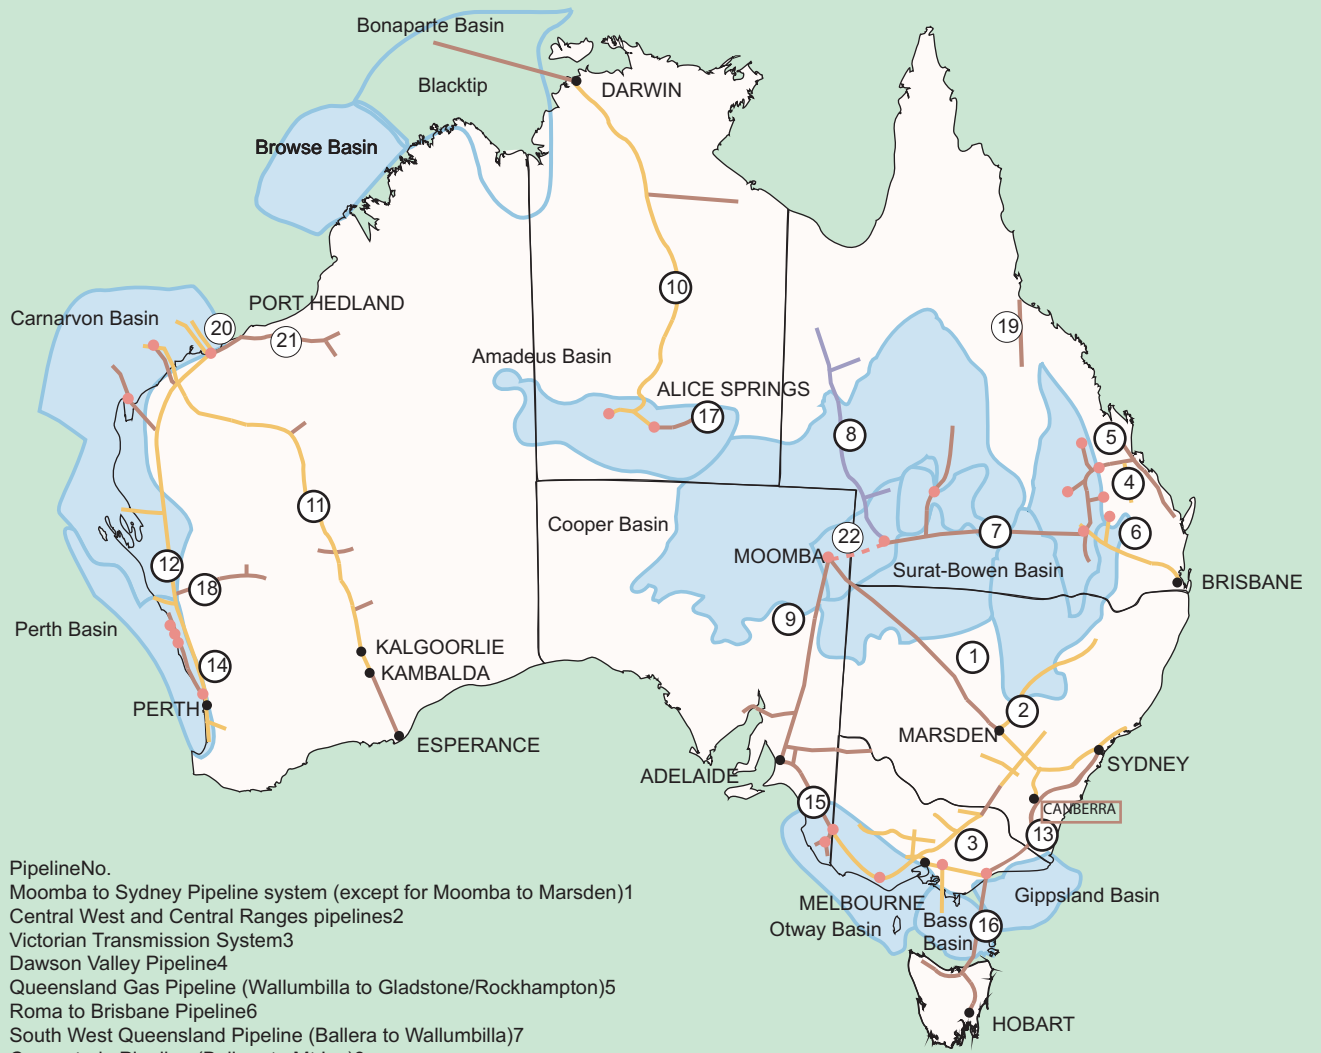 Bonaparte Basin
Blacktip
DARWIN
Browse Basin
10
PORT HEDLAND
Carnarvon Basin
20
21
19
Amadeus Basin
ALICE SPRINGS
17
8
5
4
11
Cooper Basin
22
7
6
MOOMBA
12
18
Surat-Bowen Basin
BRISBANE
9
Perth Basin
14
KALGOORLIE
KAMBALDA
1
PERTH
2
MARSDEN
ESPERANCE
SYDNEY
ADELAIDE
15
CANBERRA
13
3
MELBOURNE
Gippsland Basin
Otway Basin
Bass
Basin
16
HOBART
PipelineNo.
Moomba to Sydney Pipeline system (except for Moomba to Marsden)1
Central West and Central Ranges pipelines2
Victorian Transmission System3
Dawson Valley Pipeline4
Queensland Gas Pipeline (Wallumbilla to Gladstone/Rockhampton)5
Roma to Brisbane Pipeline6
South West Queensland Pipeline (Ballera to Wallumbilla)7